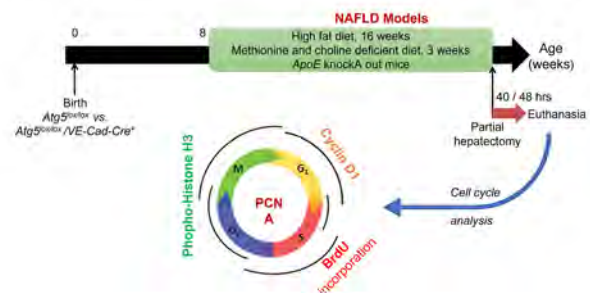 NAFLD Models
0
8
High fat diet, 16 weeks
Methionine and choline deficient diet, 3 weeks
ApoE knockA out mice
Age
(weeks)
Birth
Atg5lox/lox vs.
Atg5lox/lox/VE-Cad-Cre+
40 / 48 hrs
Partial
hepatectomy
Euthanasia
Cell cycle
analysis
Phopho-Histone H3
Cyclin D1
M
G1
PCN
A
S
BrdU
incorporation